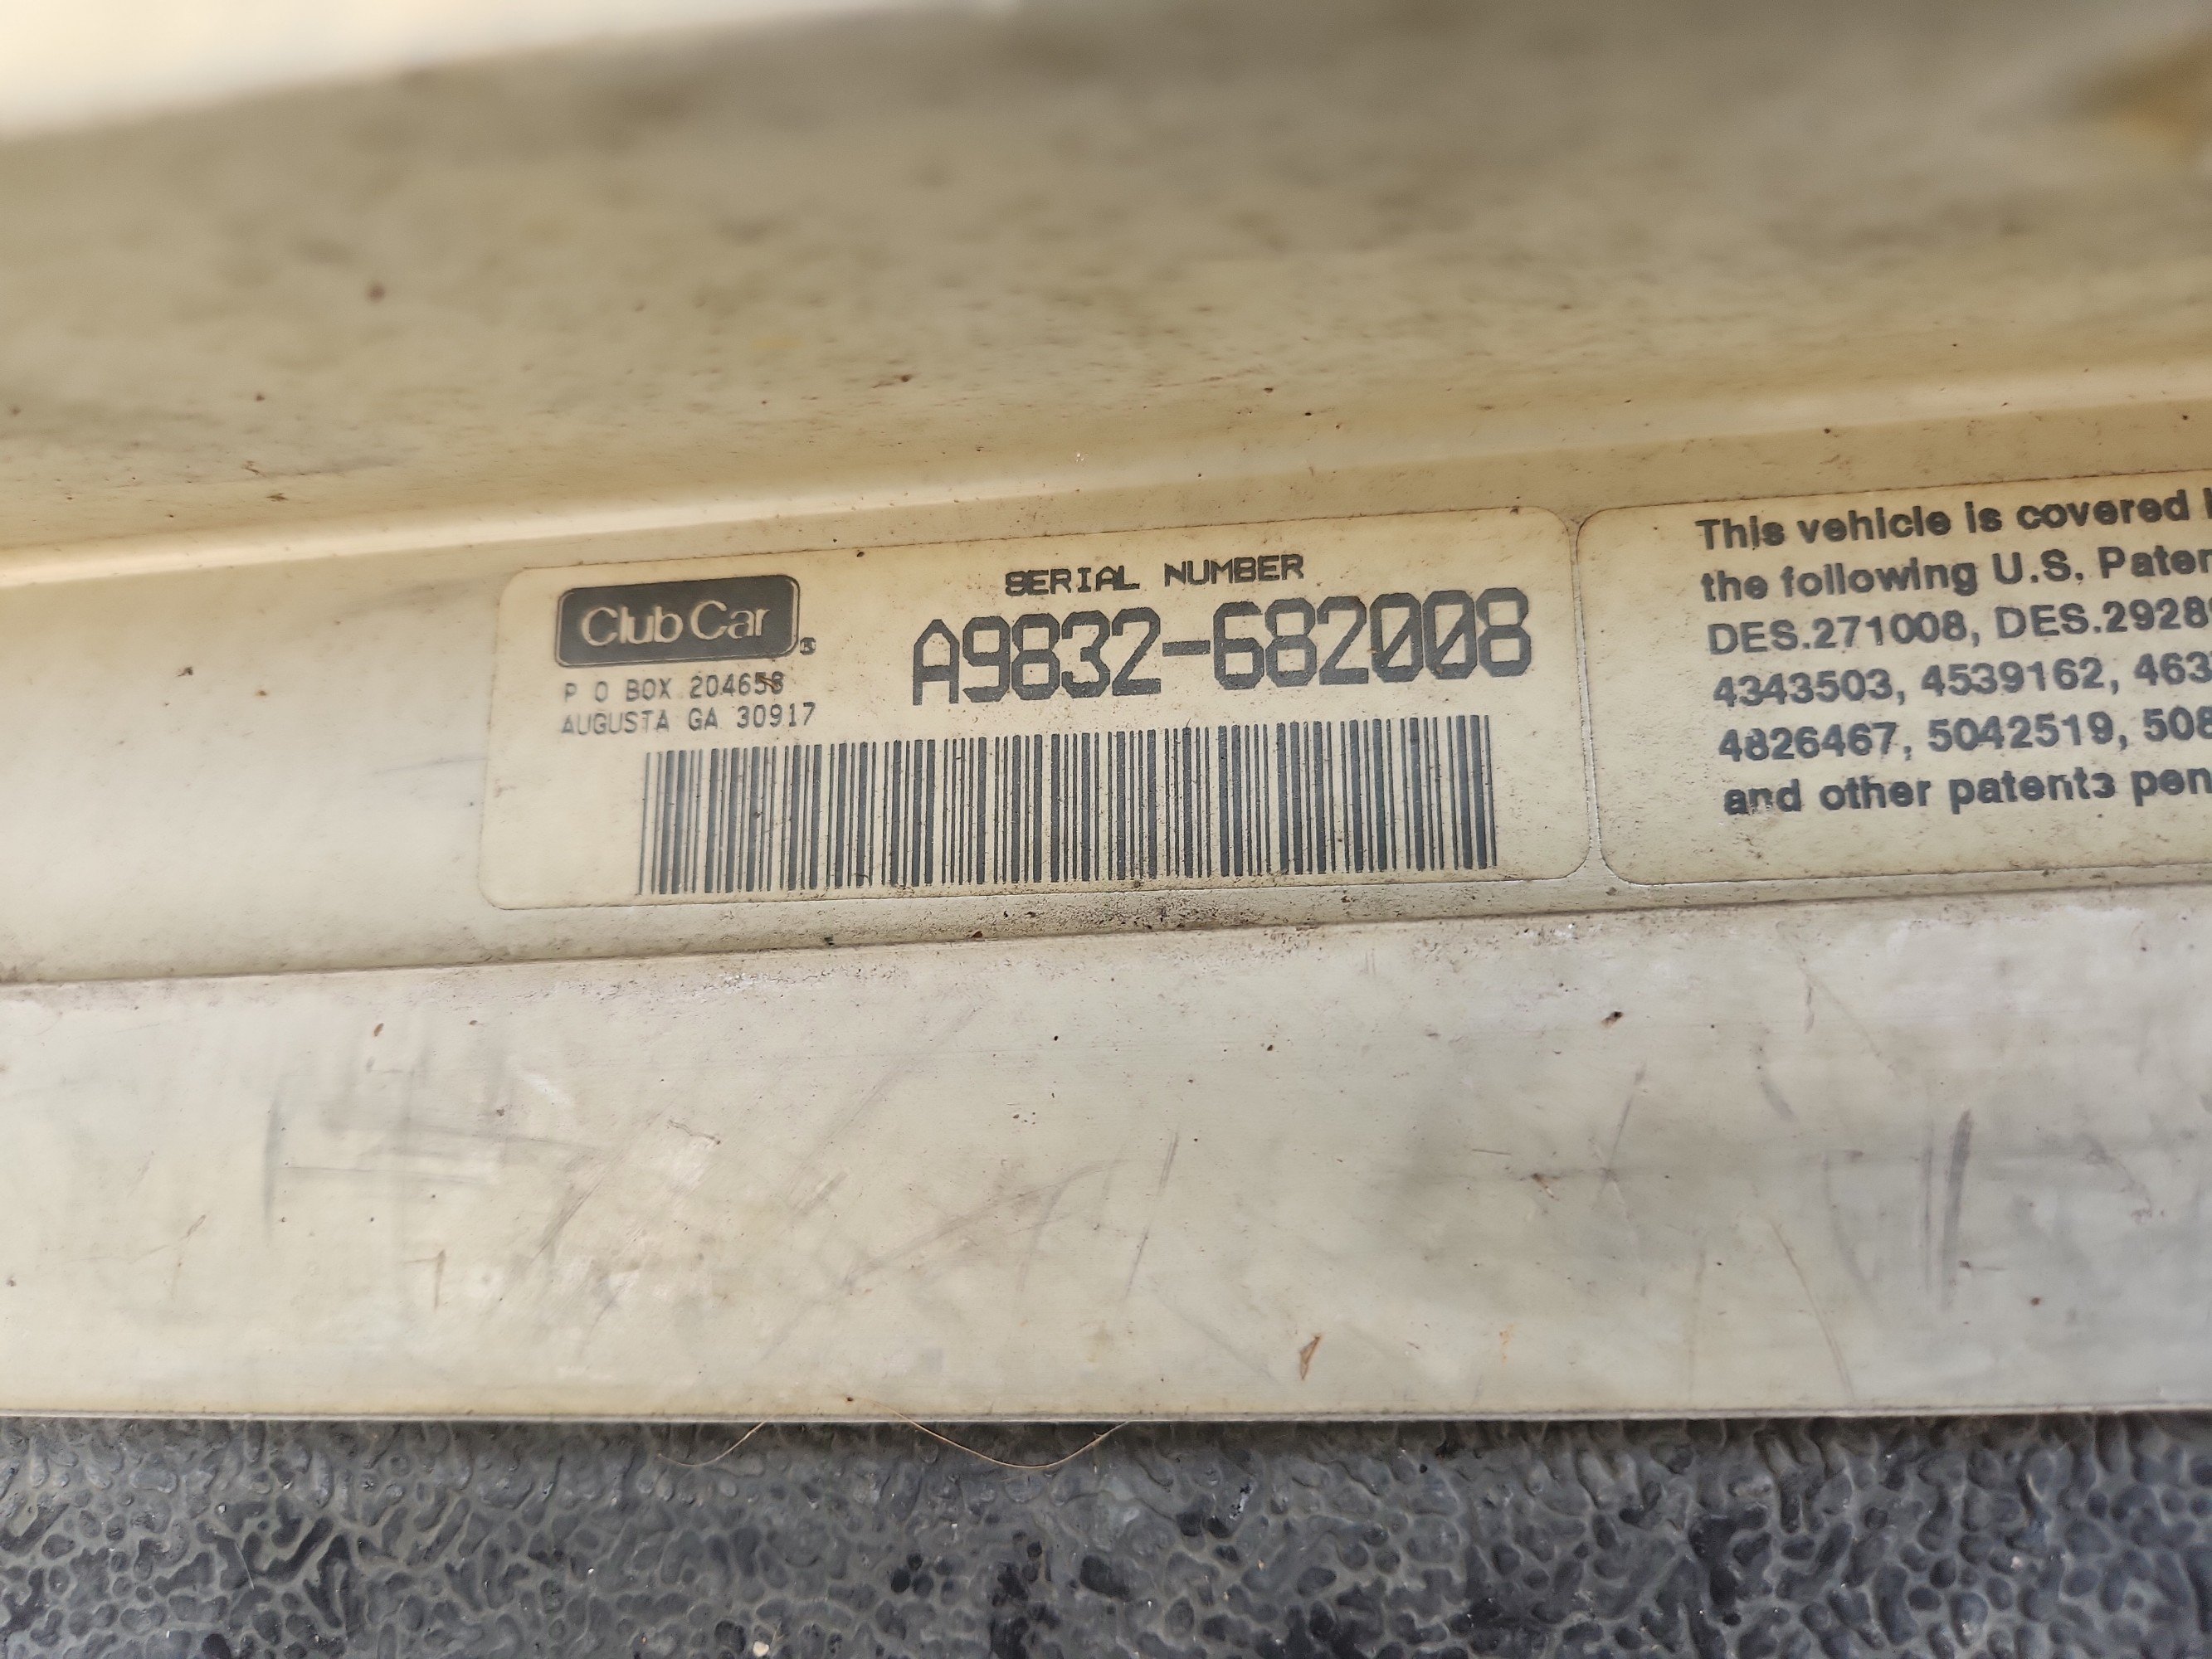 Club Car®
P O BOX 204658
AUGUSTA GA 30917
SERIAL NUMBER
A9832-682008
This vehicle is covered
the following U.S.
DES.271008,
4343503, 4539162,
4826467, 5042519,
and other patents